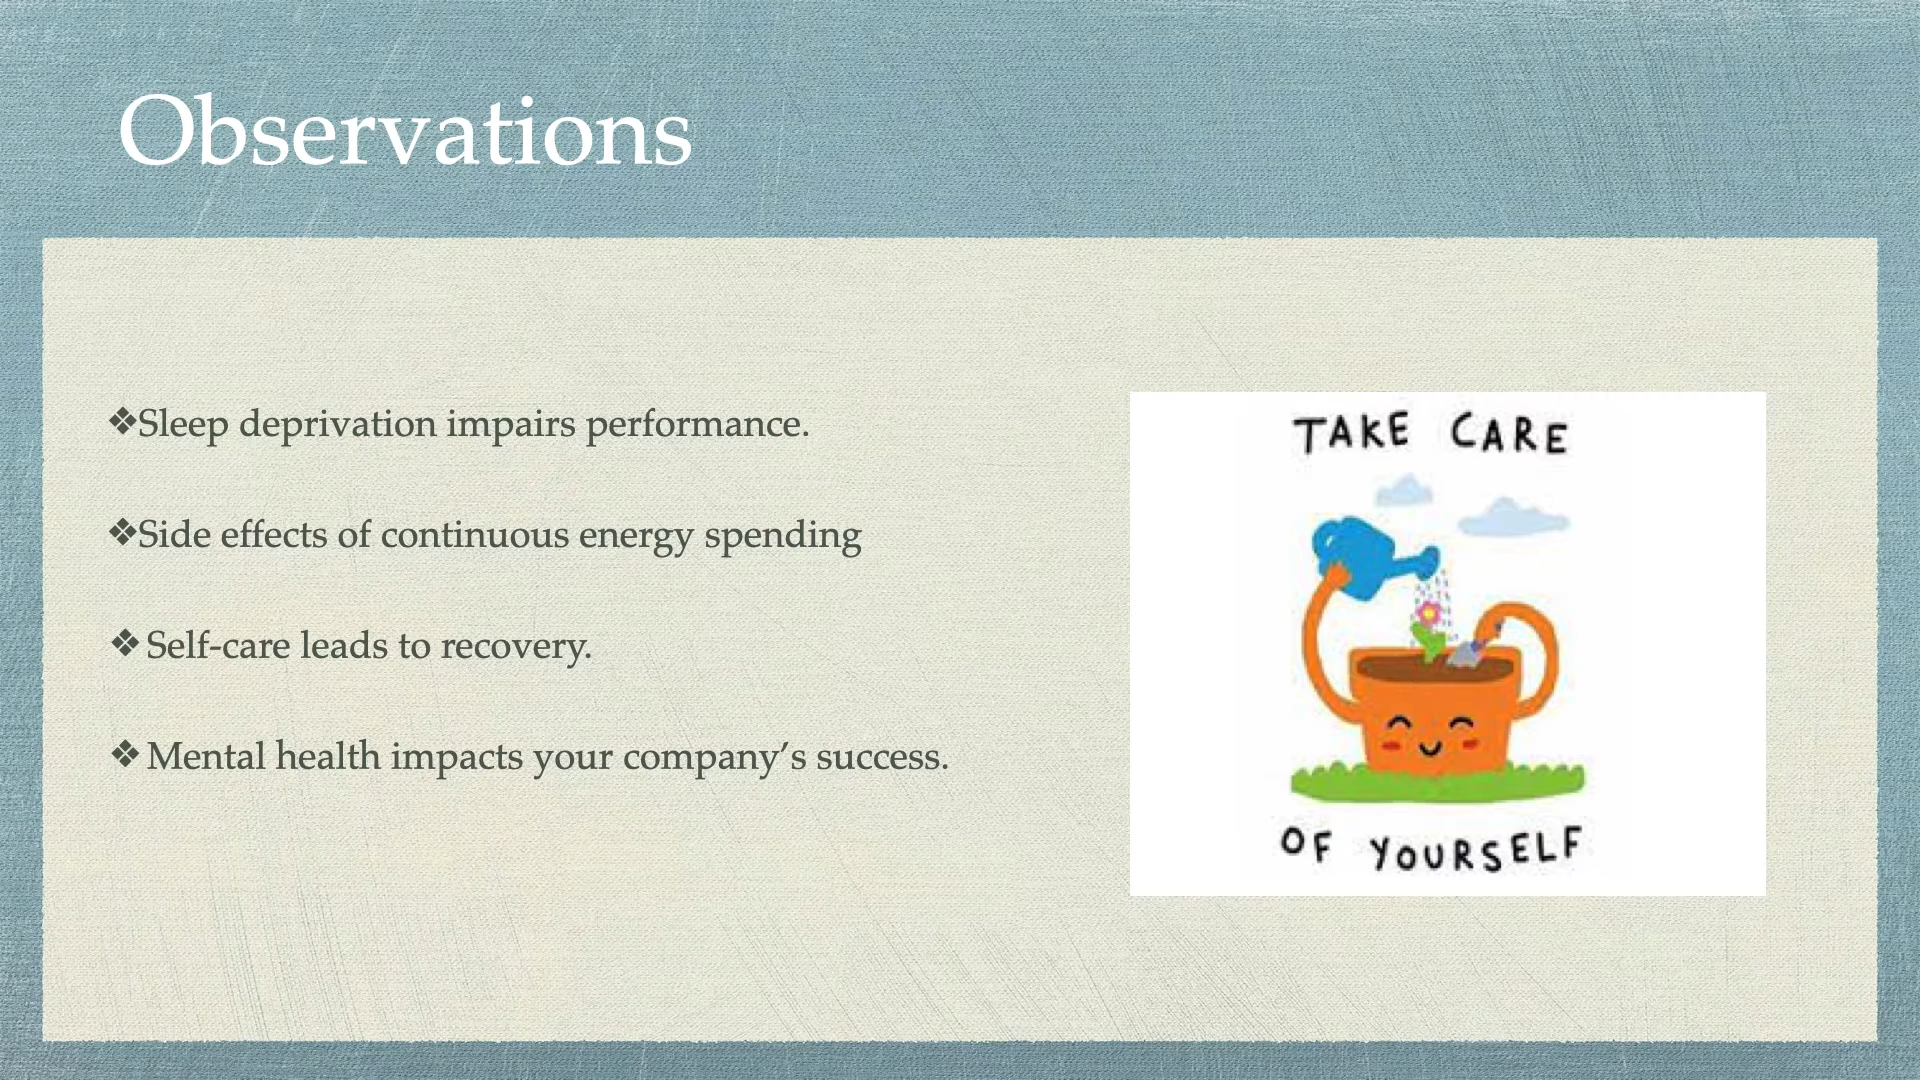 Observations
❖Sleep deprivation impairs performance.
❖Side effects of continuous energy spending
❖ Self-care leads to recovery.
❖ Mental health impacts your company’s success.
TAKE CARE
OF YOURSELF